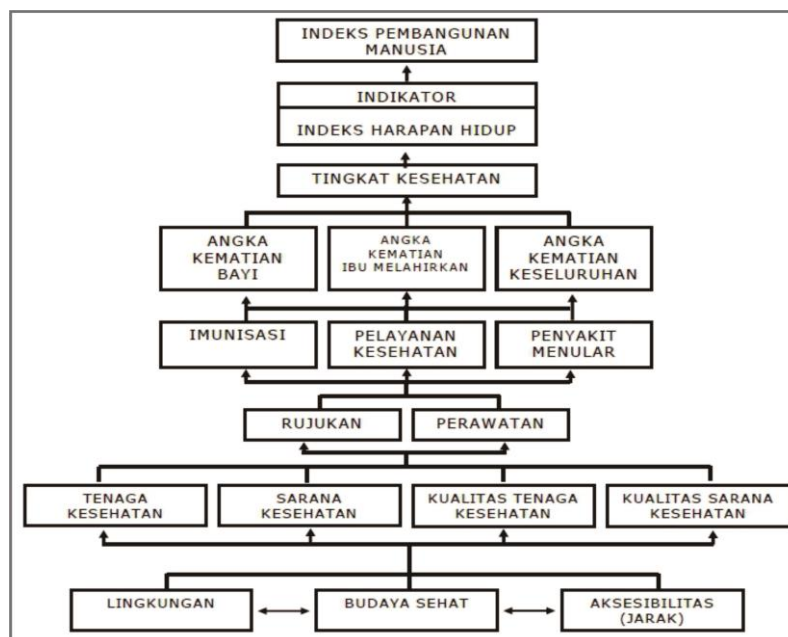 INDEKS PEMBANGUNAN
MANUSIA
INDIKATOR
INDEKS HARAPAN HIDUP
TINGKAT KESEHATAN
ANGKA
KEMATIAN
BAYI
ANGKA
KEMATIAN
IBU MELAHIRKAN
ANGKA
KEMATIAN
KESELURUHAN
IMUNISASI
PELAYANAN
KESEHATAN
PENYAKIT
MENULAR
RUJUKAN
PERAWATAN
TENAGA
KESEHATAN
SARANA
KESEHATAN
KUALITAS TENAGA
KESEHATAN
KUALITAS SARANA
KESEHATAN
LINGKUNGAN
BUDAYA SEHAT
AKSESIBILITAS
(JARAK)